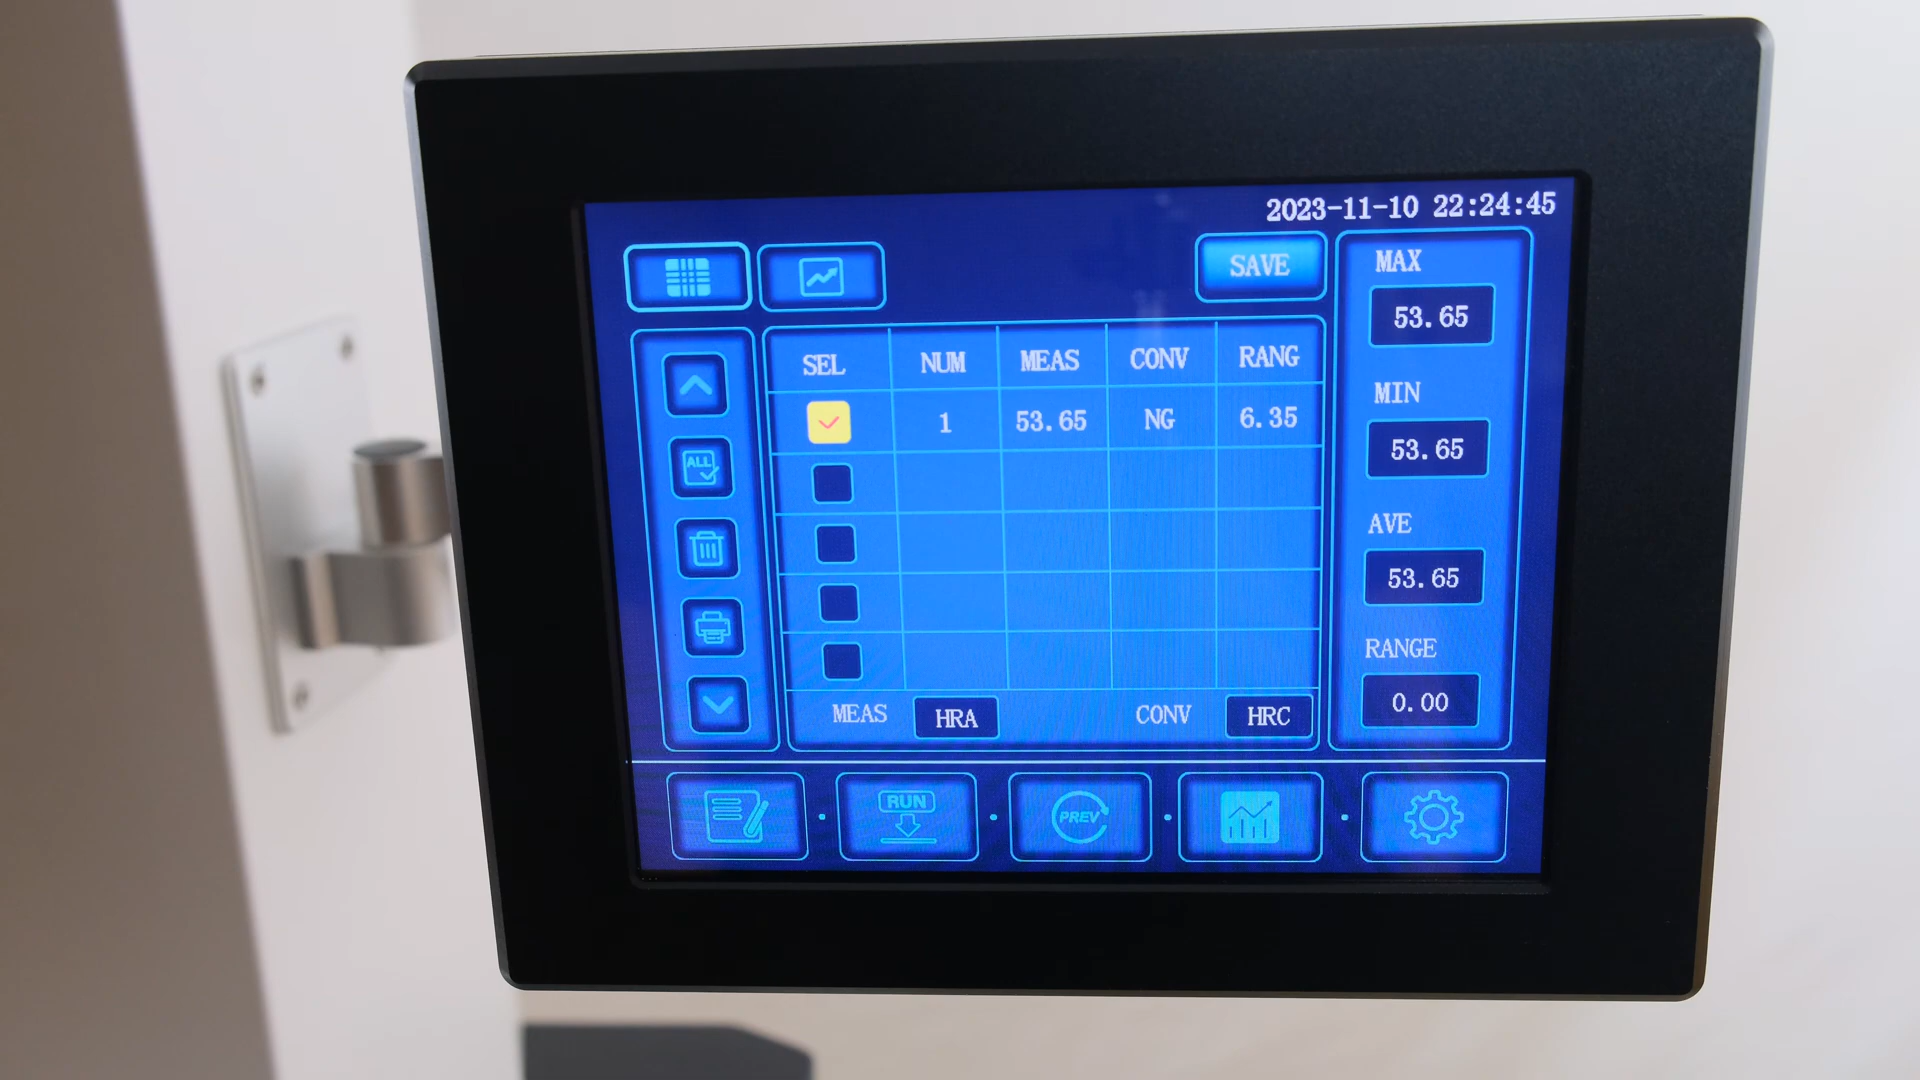 2023-11-10 22:24:45
SAVE
SEL NUM MEAS CONV RANG
1 53.65 NG 6.35
ALL
MEAS HRA CONV HRC
MAX
53.65
MIN
53.65
AVE
53.65
RANGE
0.00
RUN
PREV